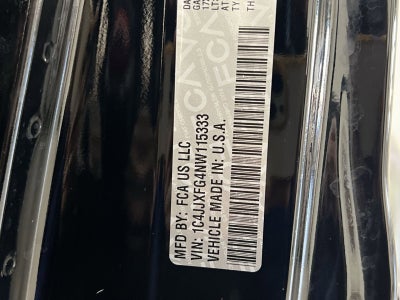 MFD BY: FCA US LLC
VIN: 1C4JJXFG4NW115333
VEHICLE MADE IN: U.S.A.